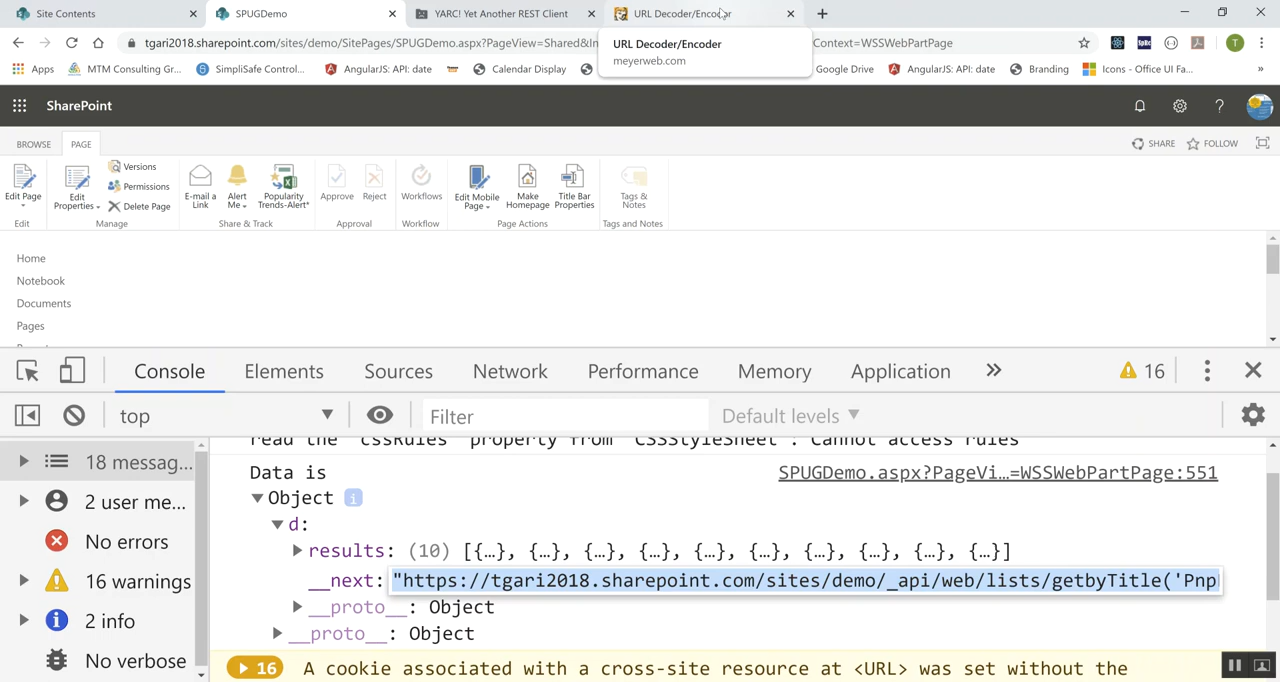 Site Contents
SPUGDemo
YARC! Yet Another REST Client
URL Decoder/Encoder
tgari2018.sharepoint.com/sites/demo/SitePages/SPUGDemo.aspx?PageView=Shared&In
Context=WSSWebPartPage
URL Decoder/Encoder
meyerweb.com
T
Apps
MTM Consulting Gr...
SimpliSafe Control...
AngularJS: API: date
Calendar Display
Google Drive
AngularJS: API: date
Branding
Icons - Office UI Fa...
»
SharePoint
?
BROWSE
PAGE
SHARE
FOLLOW
Edit Page
Edit Properties
Versions
Permissions
Delete Page
E-mail a Link
Alert Me
Popularity Trends-Alert*
Approve
Reject
Workflows
Edit Mobile Page
Make Homepage
Title Bar Properties
Tags & Notes
Edit
Manage
Share & Track
Approval
Workflow
Page Actions
Tags and Notes
Home
Notebook
Documents
Pages
Console
Elements
Sources
Network
Performance
Memory
Application
»
16
top
Filter
Default levels
18 messag...
2 user me...
No errors
16 warnings
2 info
No verbose
read the 'cssRules' property from 'CSSStyleSheet': Cannot access rules
Data is
SPUGDemo.aspx?PageVi…=WSSWebPartPage:551
Object i
d:
results: (10) [{…}, {…}, {…}, {…}, {…}, {…}, {…}, {…}, {…}, {…}]
__next: "https://tgari2018.sharepoint.com/sites/demo/_api/web/lists/getbyTitle('Pnp
__proto__: Object
__proto__: Object
16 A cookie associated with a cross-site resource at <URL> was set without the